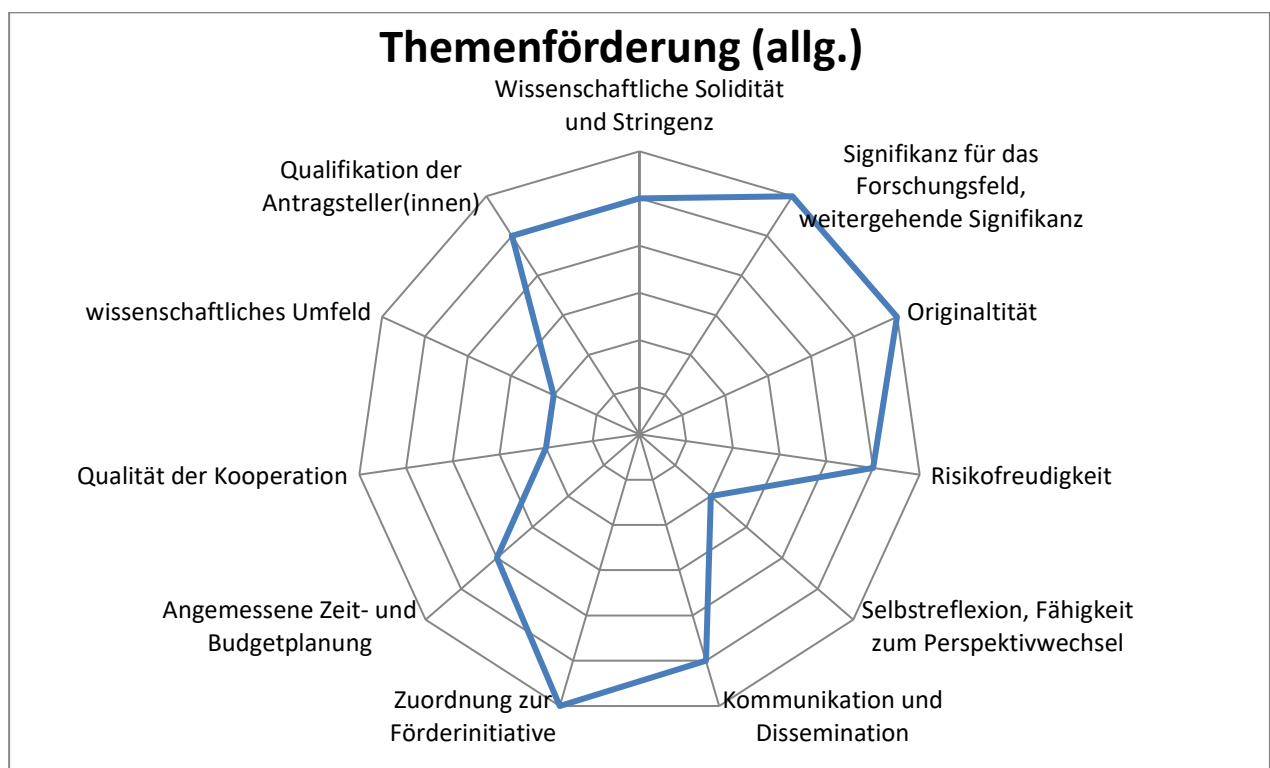 Themenförderung (allg.)
Wissenschaftliche Solidität
und Stringenz
Signifikanz für das
Forschungsfeld,
weitergehende Signifikanz
Originaltität
Risikofreudigkeit
Selbstreflexion, Fähigkeit
zum Perspektivwechsel
Kommunikation und
Dissemination
Zuordnung zur
Förderinitiative
Angemessene Zeit- und
Budgetplanung
Qualität der Kooperation
wissenschaftliches Umfeld
Qualifikation der
Antragsteller(innen)